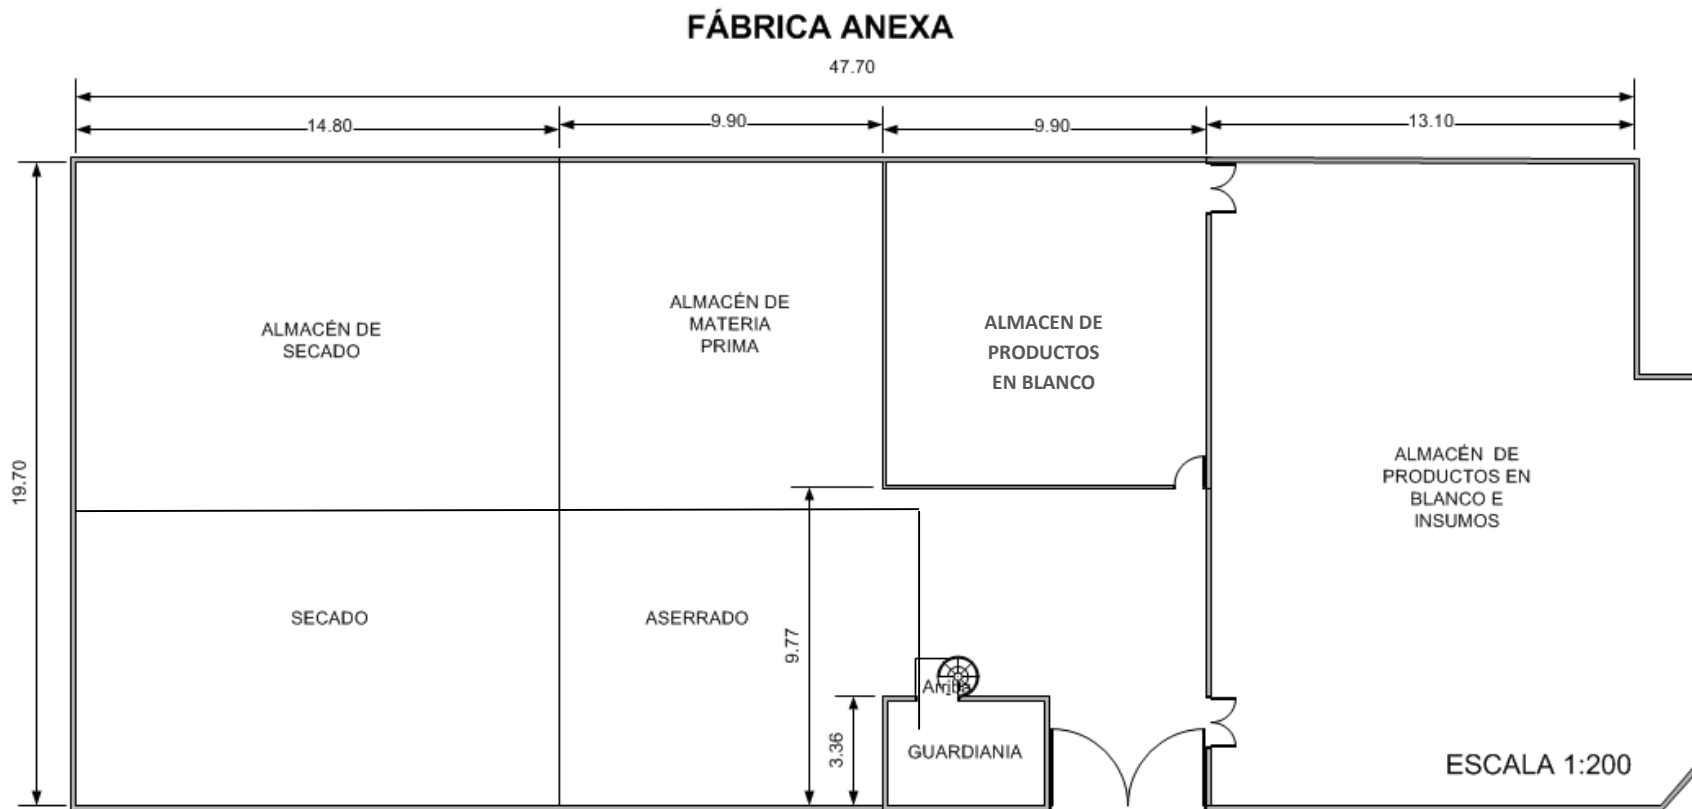 FÁBRICA ANEXA
47.70
14.80
9.90
9.90
13.10
19.70
ALMACÉN DE
SECADO
ALMACÉN DE
MATERIA
PRIMA
ALMACEN DE
PRODUCTOS
EN BLANCO
ALMACÉN  DE
PRODUCTOS EN
BLANCO E
INSUMOS
SECADO
ASERRADO
9.77
Arriba
3.36
GUARDIANIA
ESCALA 1:200